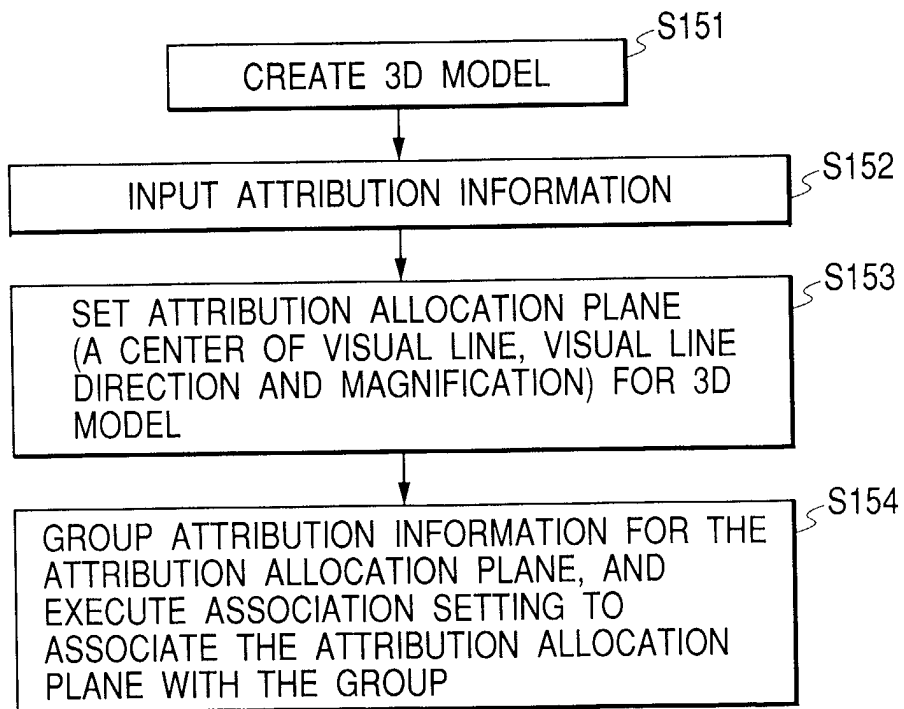 S151
CREATE 3D MODEL
S152
INPUT ATTRIBUTION INFORMATION
S153
SET ATTRIBUTION ALLOCATION PLANE
(A CENTER OF VISUAL LINE, VISUAL LINE
DIRECTION AND MAGNIFICATION) FOR 3D
MODEL
S154
GROUP ATTRIBUTION INFORMATION FOR THE
ATTRIBUTION ALLOCATION PLANE, AND
EXECUTE ASSOCIATION SETTING TO
ASSOCIATE THE ATTRIBUTION ALLOCATION
PLANE WITH THE GROUP